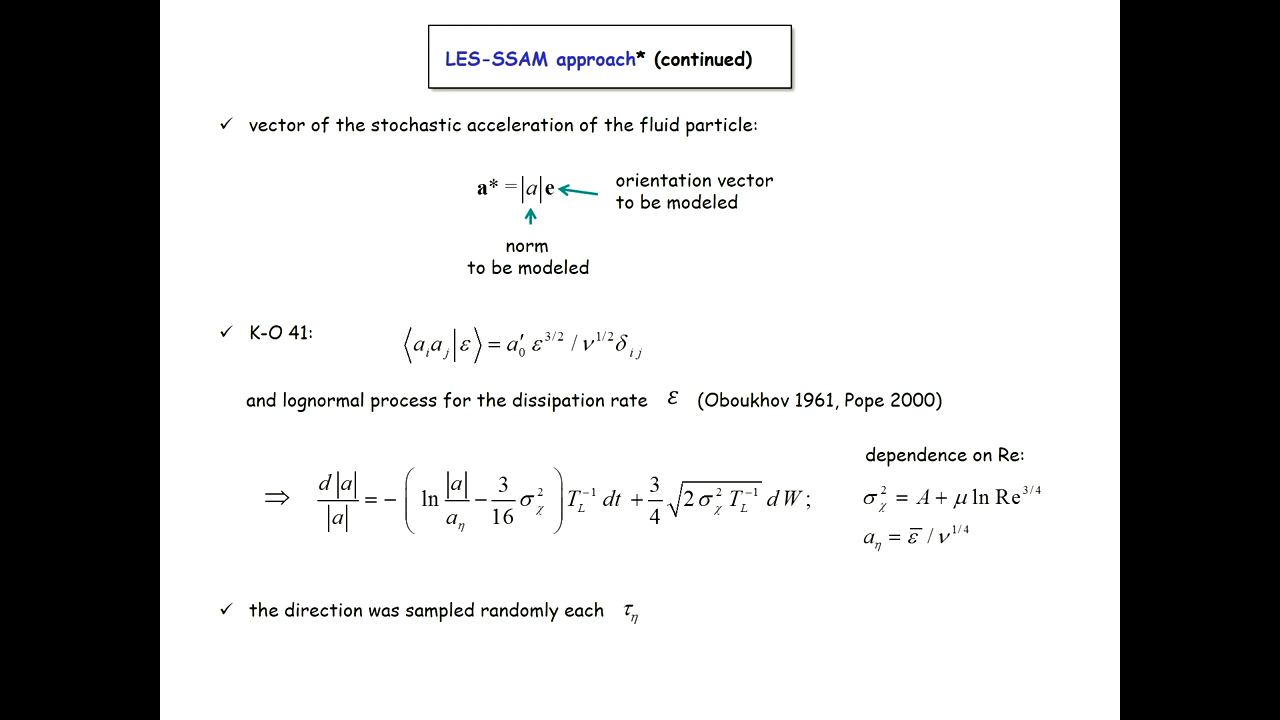 LES-SSAM approach* (continued)
✓ vector of the stochastic acceleration of the fluid particle:
a* = |a|e
orientation vector
to be modeled
norm
to be modeled
✓ K-O 41: ⟨a_i a_j|ε⟩ = a′_0 ε^{3/2} / ν^{1/2} δ_{ij}
and lognormal process for the dissipation rate ε (Oboukhov 1961, Pope 2000)
dependence on Re:
⇒ d|a|/|a| = −(ln |a|/a_η − 3/16 σ_χ^2) T_L^{-1} dt + 3/4 √(2σ_χ^2 T_L^{-1}) dW;
σ_χ^2 = A + μ ln Re^{3/4}
a_η = ε̅ / ν^{1/4}
✓ the direction was sampled randomly each τ_η